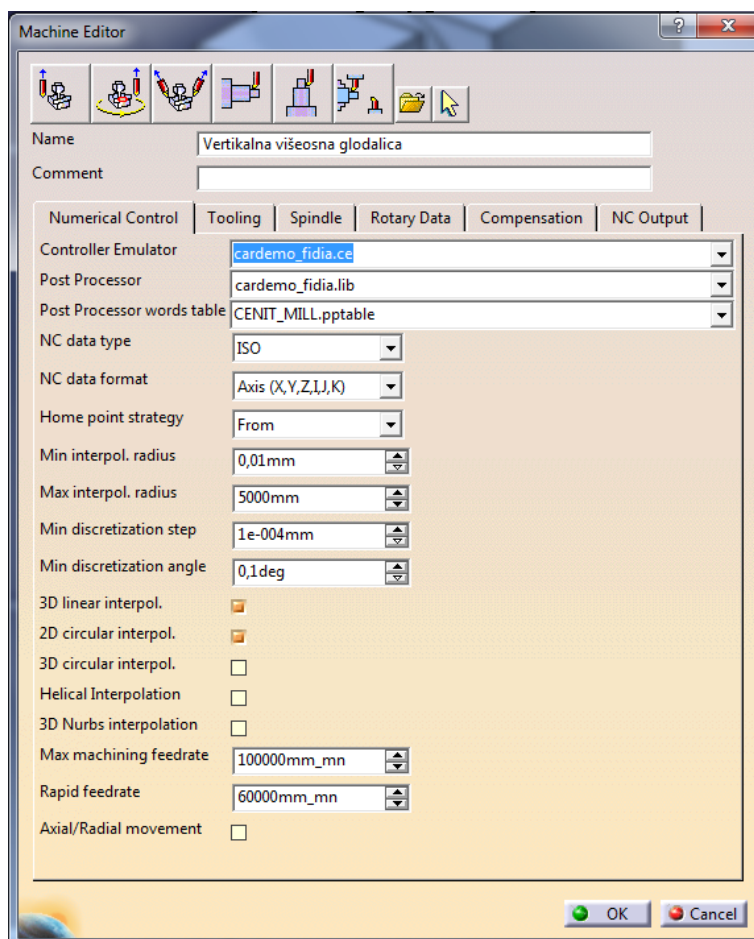 Machine Editor
Name Vertikalna višeosna glodalica
Comment
Numerical Control Tooling Spindle Rotary Data Compensation NC Output
Controller Emulator cardemo_fidia.ce
Post Processor cardemo_fidia.lib
Post Processor words table CENIT_MILL.pptable
NC data type ISO
NC data format Axis (X,Y,Z,I,J,K)
Home point strategy From
Min interpol. radius 0,01mm
Max interpol. radius 5000mm
Min discretization step 1e-004mm
Min discretization angle 0,1deg
3D linear interpol.
2D circular interpol.
3D circular interpol.
Helical Interpolation
3D Nurbs interpolation
Max machining feedrate 100000mm_mn
Rapid feedrate 60000mm_mn
Axial/Radial movement
OK Cancel